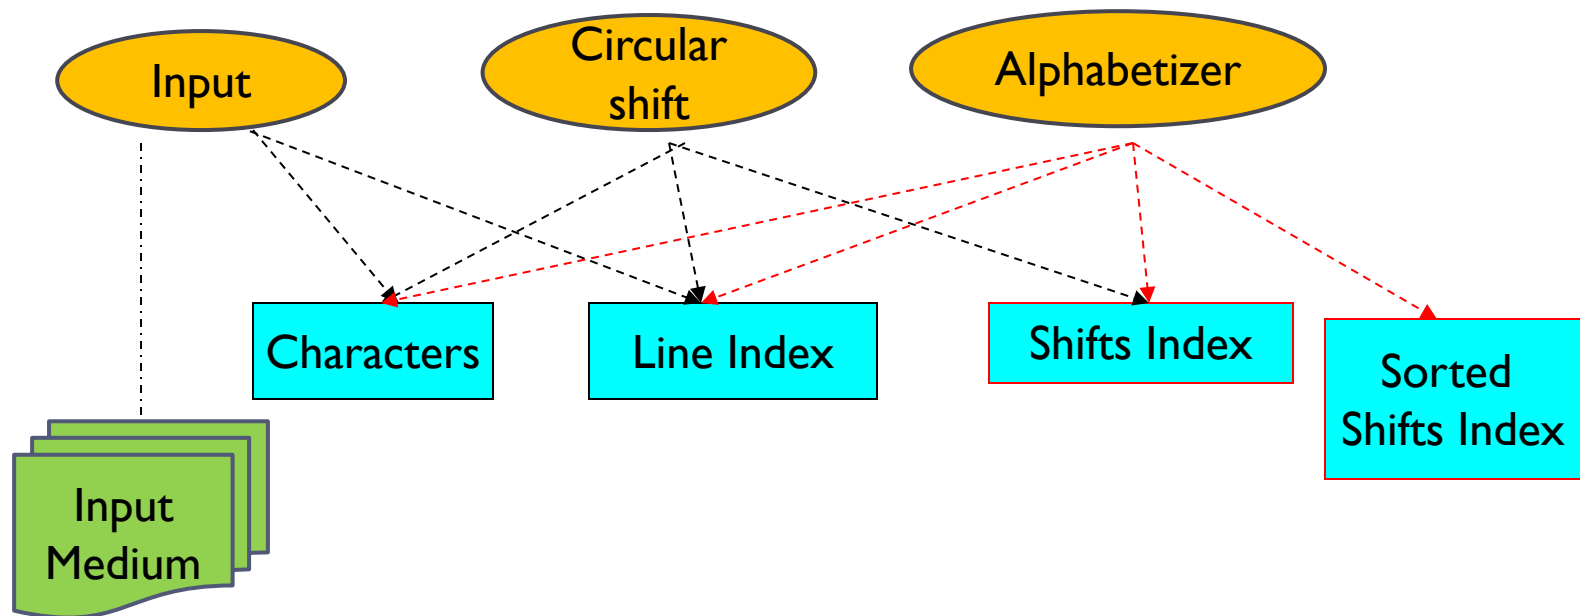 Input
Circular
shift
Alphabetizer
Characters
Line Index
Shifts Index
Sorted
Shifts Index
Input
Medium